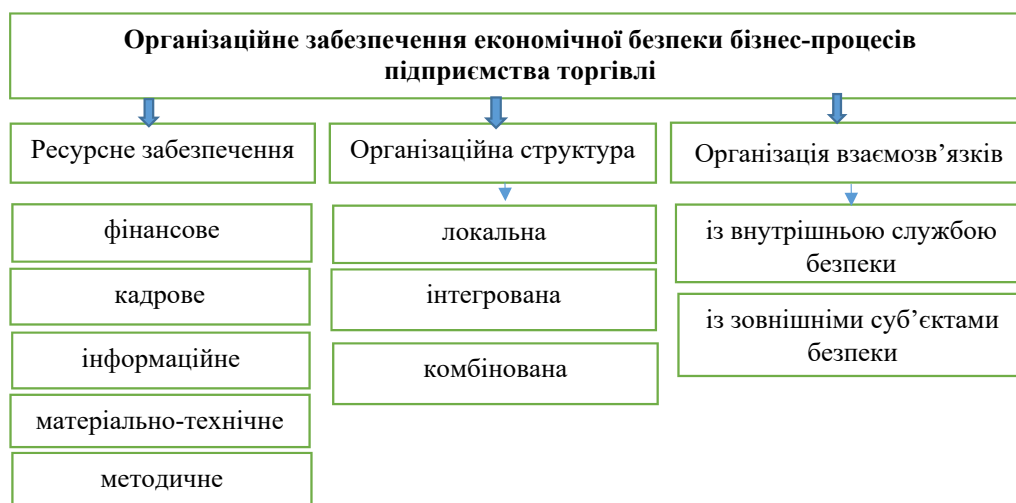 Організаційне забезпечення економічної безпеки бізнес-процесів
підприємства торгівлі
Ресурсне забезпечення
фінансове
кадрове
інформаційне
матеріально-технічне
методичне
Організаційна структура
локальна
інтегрована
комбінована
Організація взаємозв’язків
із внутрішньою службою
безпеки
із зовнішніми суб’єктами
безпеки